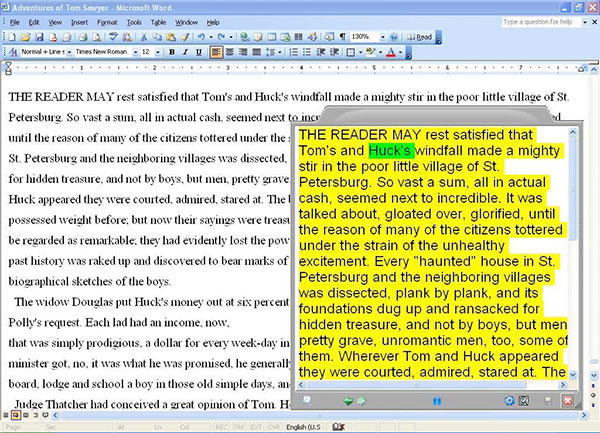 Adventures of Tom Sawyer - Microsoft Word
File Edit View Insert Format Tools Table Window Help
Type a question for help
130%
Read
Normal + Line s
Times New Roman
12
B I U
THE READER MAY rest satisfied that Tom's and Huck's windfall made a mighty stir in the poor little village of St.
Petersburg. So vast a sum, all in actual cash, seemed next to incr
until the reason of many of the citizens tottered under the s
St. Petersburg and the neighboring villages was dissected,
for hidden treasure, and not by boys, but men, pretty grave
Huck appeared they were courted, admired, stared at. The b
possessed weight before; but now their sayings were treasu
be regarded as remarkable; they had evidently lost the pow
past history was raked up and discovered to bear marks of
biographical sketches of the boys.
The widow Douglas put Huck's money out at six percent
Polly's request. Each lad had an income, now,
that was simply prodigious, a dollar for every week-day in
minister got, no, it was what he was promised, he generally
board, lodge and school a boy in those old simple days, an
Judge Thatcher had conceived a great opinion of Tom. H
THE READER MAY rest satisfied that
Tom's and Huck's windfall made a mighty
stir in the poor little village of St.
Petersburg. So vast a sum, all in actual
cash, seemed next to incredible. It was
talked about, gloated over, glorified, until
the reason of many of the citizens tottered
under the strain of the unhealthy
excitement. Every "haunted" house in St.
Petersburg and the neighboring villages
was dissected, plank by plank, and its
foundations dug up and ransacked for
hidden treasure, and not by boys, but men
pretty grave, unromantic men, too, some of
them. Wherever Tom and Huck appeared
they were courted, admired, stared at. The
Page Sec At Ln Col REC TRK EXT OVR English (U.S